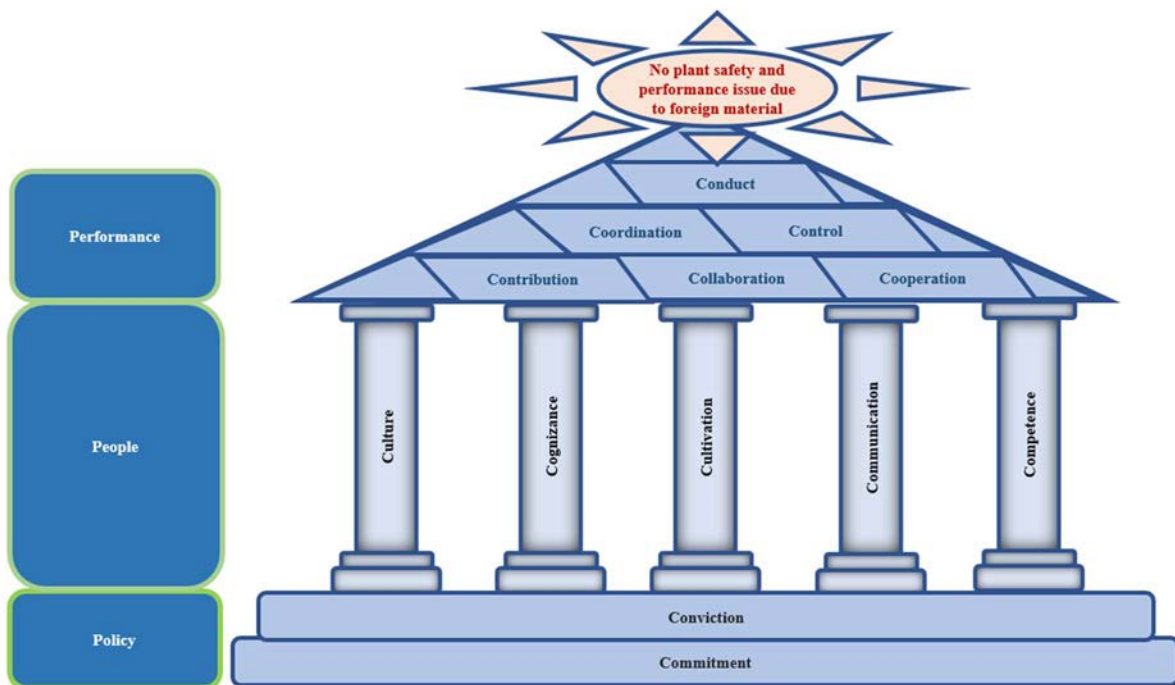 No plant safety and
performance issue due
to foreign material
Conduct
Performance
Coordination
Control
Contribution
Collaboration
Cooperation
People
Culture
Cognizance
Cultivation
Communication
Competence
Policy
Conviction
Commitment